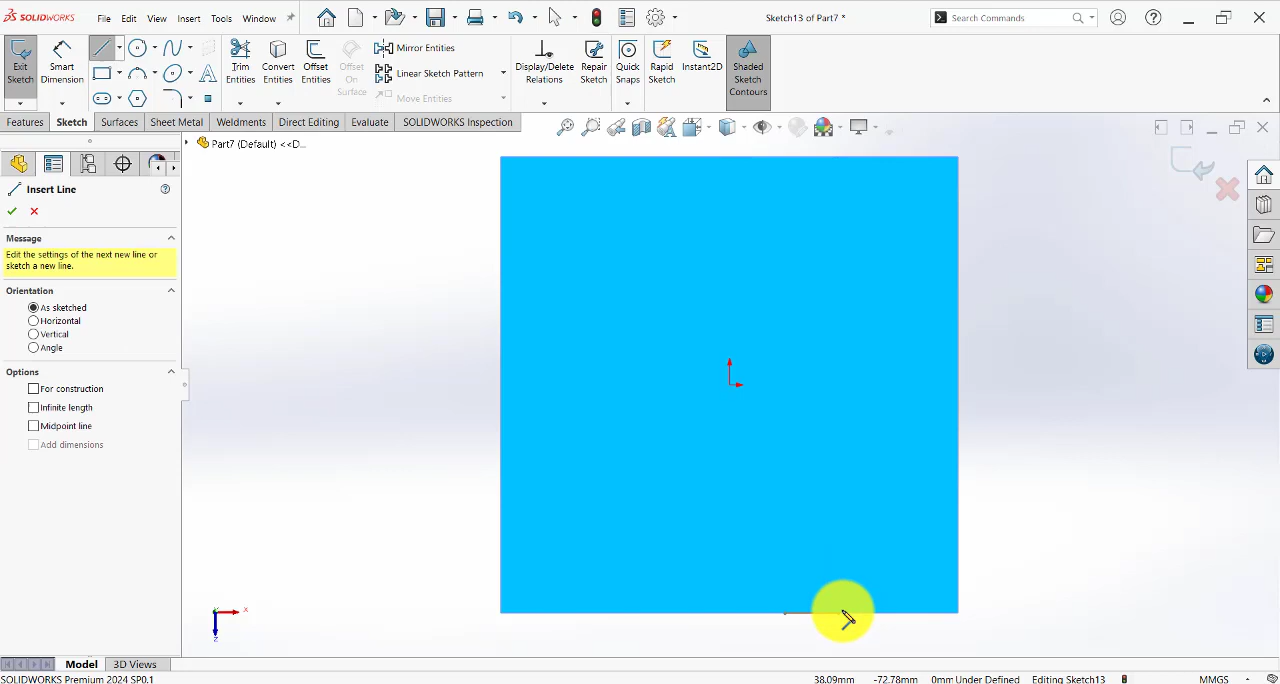 SOLIDWORKS File Edit View Insert Tools Window Sketch13 of Part7 * Search Commands
Exit Sketch
Smart Dimension
Trim Entities
Convert Entities
Offset Entities
Offset On Surface
Mirror Entities
Linear Sketch Pattern
Move Entities
Display/Delete Relations
Repair Sketch
Quick Snaps
Rapid Sketch
Instant2D
Shaded Sketch Contours
Features Sketch Surfaces Sheet Metal Weldments Direct Editing Evaluate SOLIDWORKS Inspection
Part7 (Default) <<D...
Insert Line
Message
Edit the settings of the next new line or
sketch a new line.
Orientation
As sketched
Horizontal
Vertical
Angle
Options
For construction
Infinite length
Midpoint line
Add dimensions
X
Z
Model 3D Views
SOLIDWORKS Premium 2024 SP0.1 38.09mm -72.78mm 0mm Under Defined Editing Sketch13 MMGS